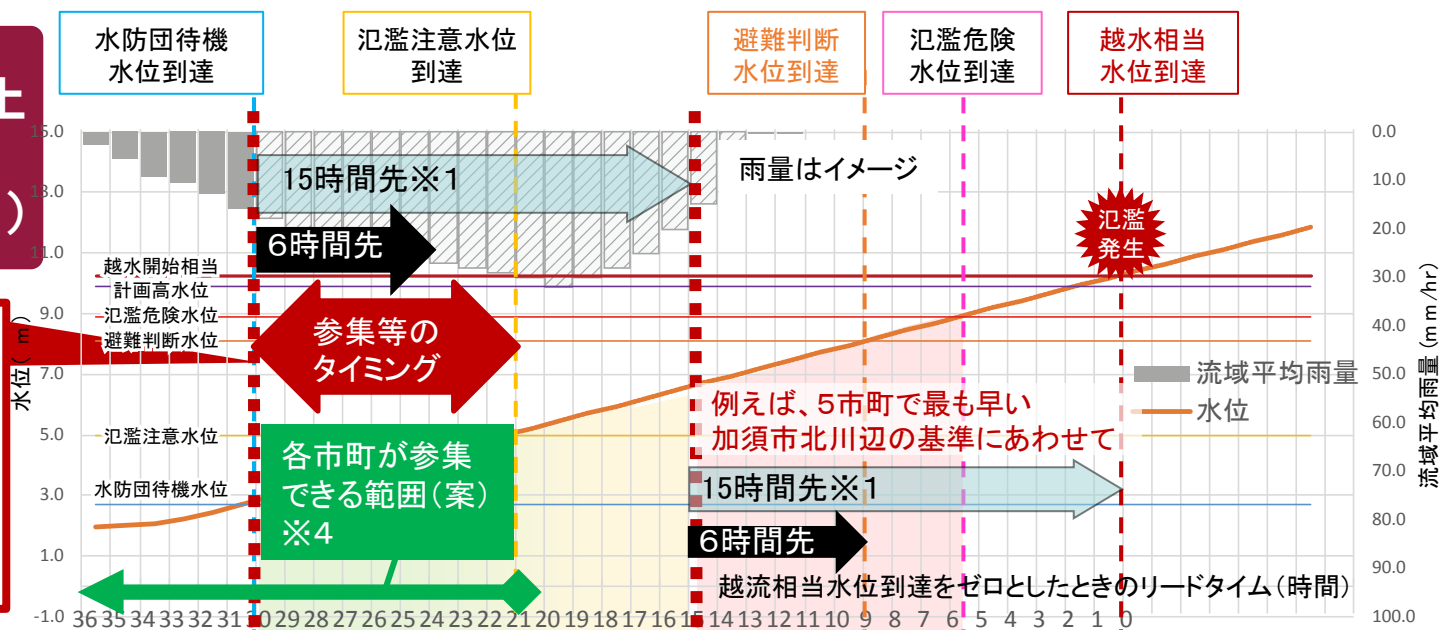 水防団待機
水位到達
氾濫注意水位
到達
避難判断
水位到達
氾濫危険
水位到達
越水相当
水位到達
)
15.0
13.0
11.0
9.0
7.0
5.0
3.0
1.0
-1.0
水位(m)
15時間先※1
雨量はイメージ
6時間先
氾濫
発生
越水開始相当
計画高水位
氾濫危険水位
避難判断水位
氾濫注意水位
水防団待機水位
参集等の
タイミング
流域平均雨量
水位
例えば、5市町で最も早い
加須市北川辺の基準にあわせて
各市町が参集
できる範囲(案)
※4
15時間先※1
6時間先
越流相当水位到達をゼロとしたときのリードタイム(時間)
36 35 34 33 32 31 30 29 28 27 26 25 24 23 22 21 20 19 18 17 16 15 14 13 12 11 10 9 8 7 6 5 4 3 2 1 0
0.0
10.0
20.0
30.0
40.0
50.0
60.0
70.0
80.0
90.0
100.0
流域平均雨量(mm/hr)